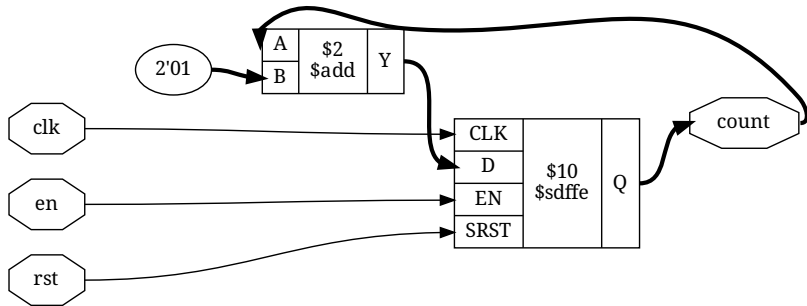 A
B
$2
$add
Y
2'01
clk
en
rst
CLK
D
EN
SRST
$10
$sdffe
Q
count